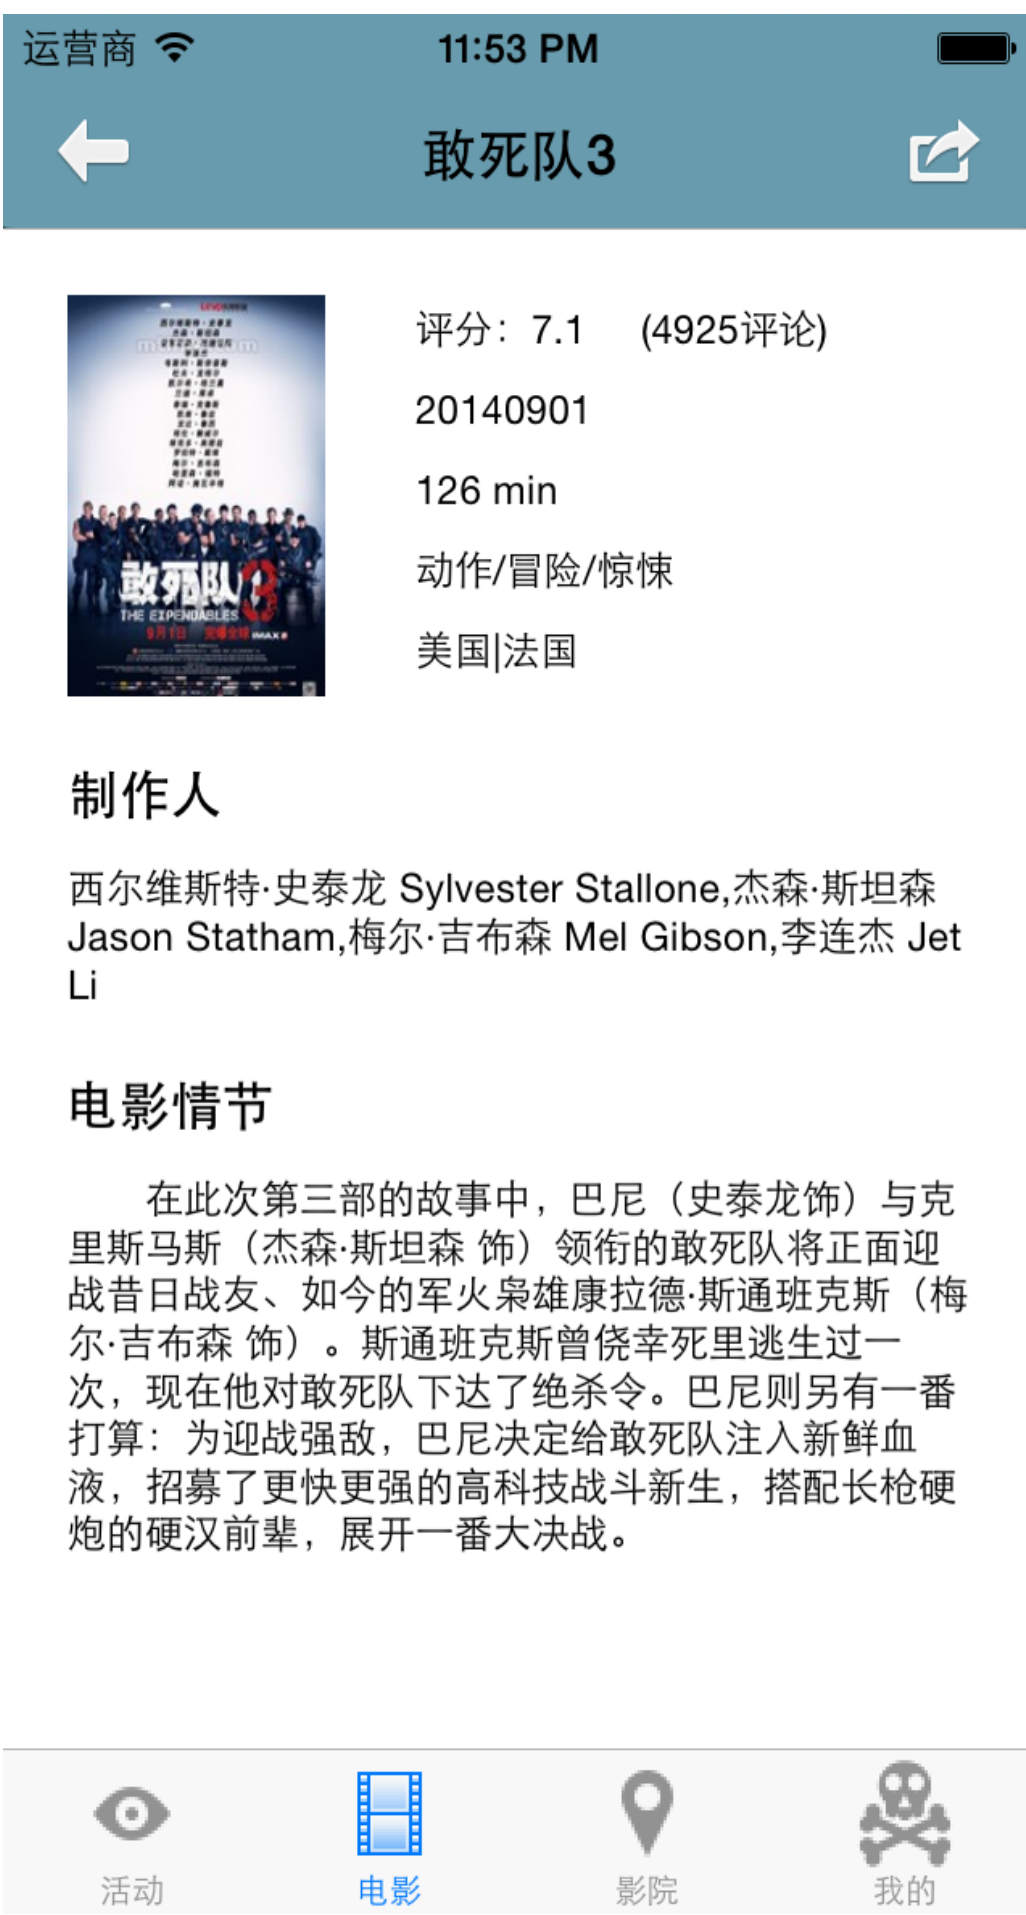 运营商
11:53 PM
敢死队3
评分：7.1 (4925评论)
20140901
126 min
动作/冒险/惊悚
美国|法国
敢死队3
THE EXPENDABLES
9月1日
IMAX
制作人
西尔维斯特·史泰龙 Sylvester Stallone,杰森·斯坦森
Jason Statham,梅尔·吉布森 Mel Gibson,李连杰 Jet
Li
电影情节
在此次第三部的故事中，巴尼（史泰龙饰）与克
里斯马斯（杰森·斯坦森 饰）领衔的敢死队将正面迎
战昔日战友、如今的军火枭雄康拉德·斯通班克斯（梅
尔·吉布森 饰）。斯通班克斯曾侥幸死里逃生过一
次，现在他对敢死队下达了绝杀令。巴尼则另有一番
打算：为迎战强敌，巴尼决定给敢死队注入新鲜血
液，招募了更快更强的高科技战斗新生，搭配长枪硬
炮的硬汉前辈，展开一番大决战。
活动
电影
影院
我的